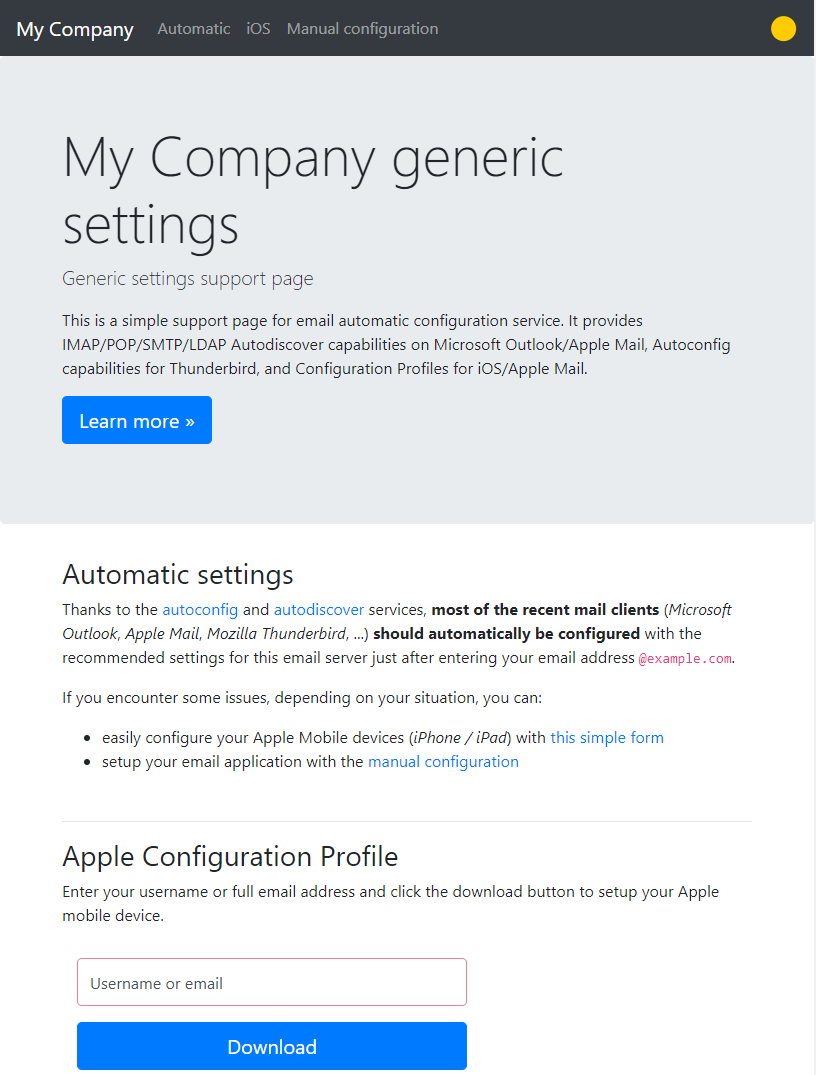 My Company Automatic iOS Manual configuration
My Company generic
settings
Generic settings support page
This is a simple support page for email automatic configuration service. It provides
IMAP/POP/SMTP/LDAP Autodiscover capabilities on Microsoft Outlook/Apple Mail, Autoconfig
capabilities for Thunderbird, and Configuration Profiles for iOS/Apple Mail.
Learn more »
Automatic settings
Thanks to the autoconfig and autodiscover services, most of the recent mail clients (Microsoft
Outlook, Apple Mail, Mozilla Thunderbird, ...) should automatically be configured with the
recommended settings for this email server just after entering your email address @example.com.
If you encounter some issues, depending on your situation, you can:
• easily configure your Apple Mobile devices (iPhone / iPad) with this simple form
• setup your email application with the manual configuration
Apple Configuration Profile
Enter your username or full email address and click the download button to setup your Apple
mobile device.
Username or email
Download